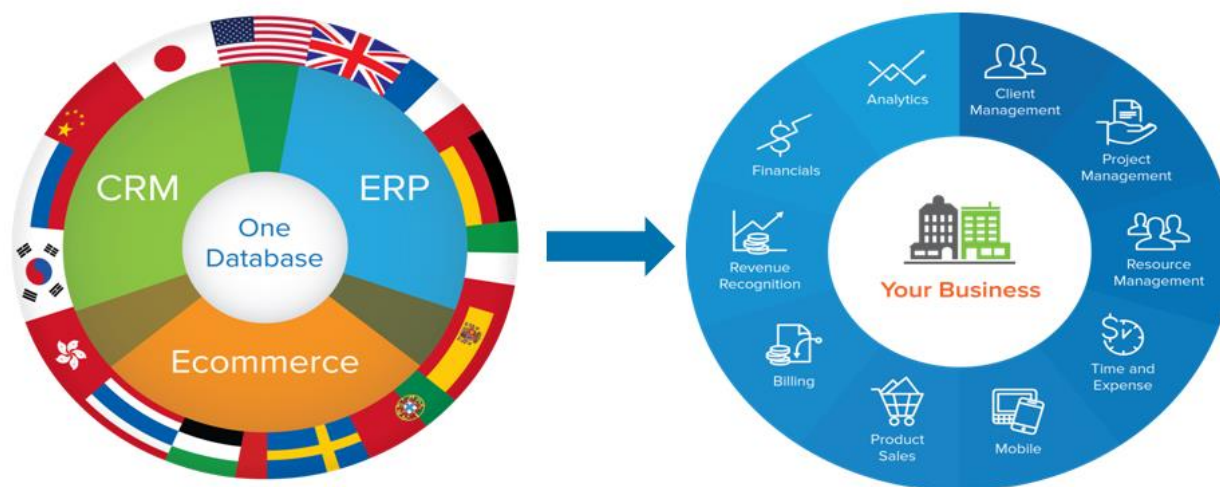 CRM
ERP
One
Database
Ecommerce
Analytics
Client
Management
Financials
Project
Management
Revenue
Recognition
Your Business
Resource
Management
Billing
Time and
Expense
Product
Sales
Mobile